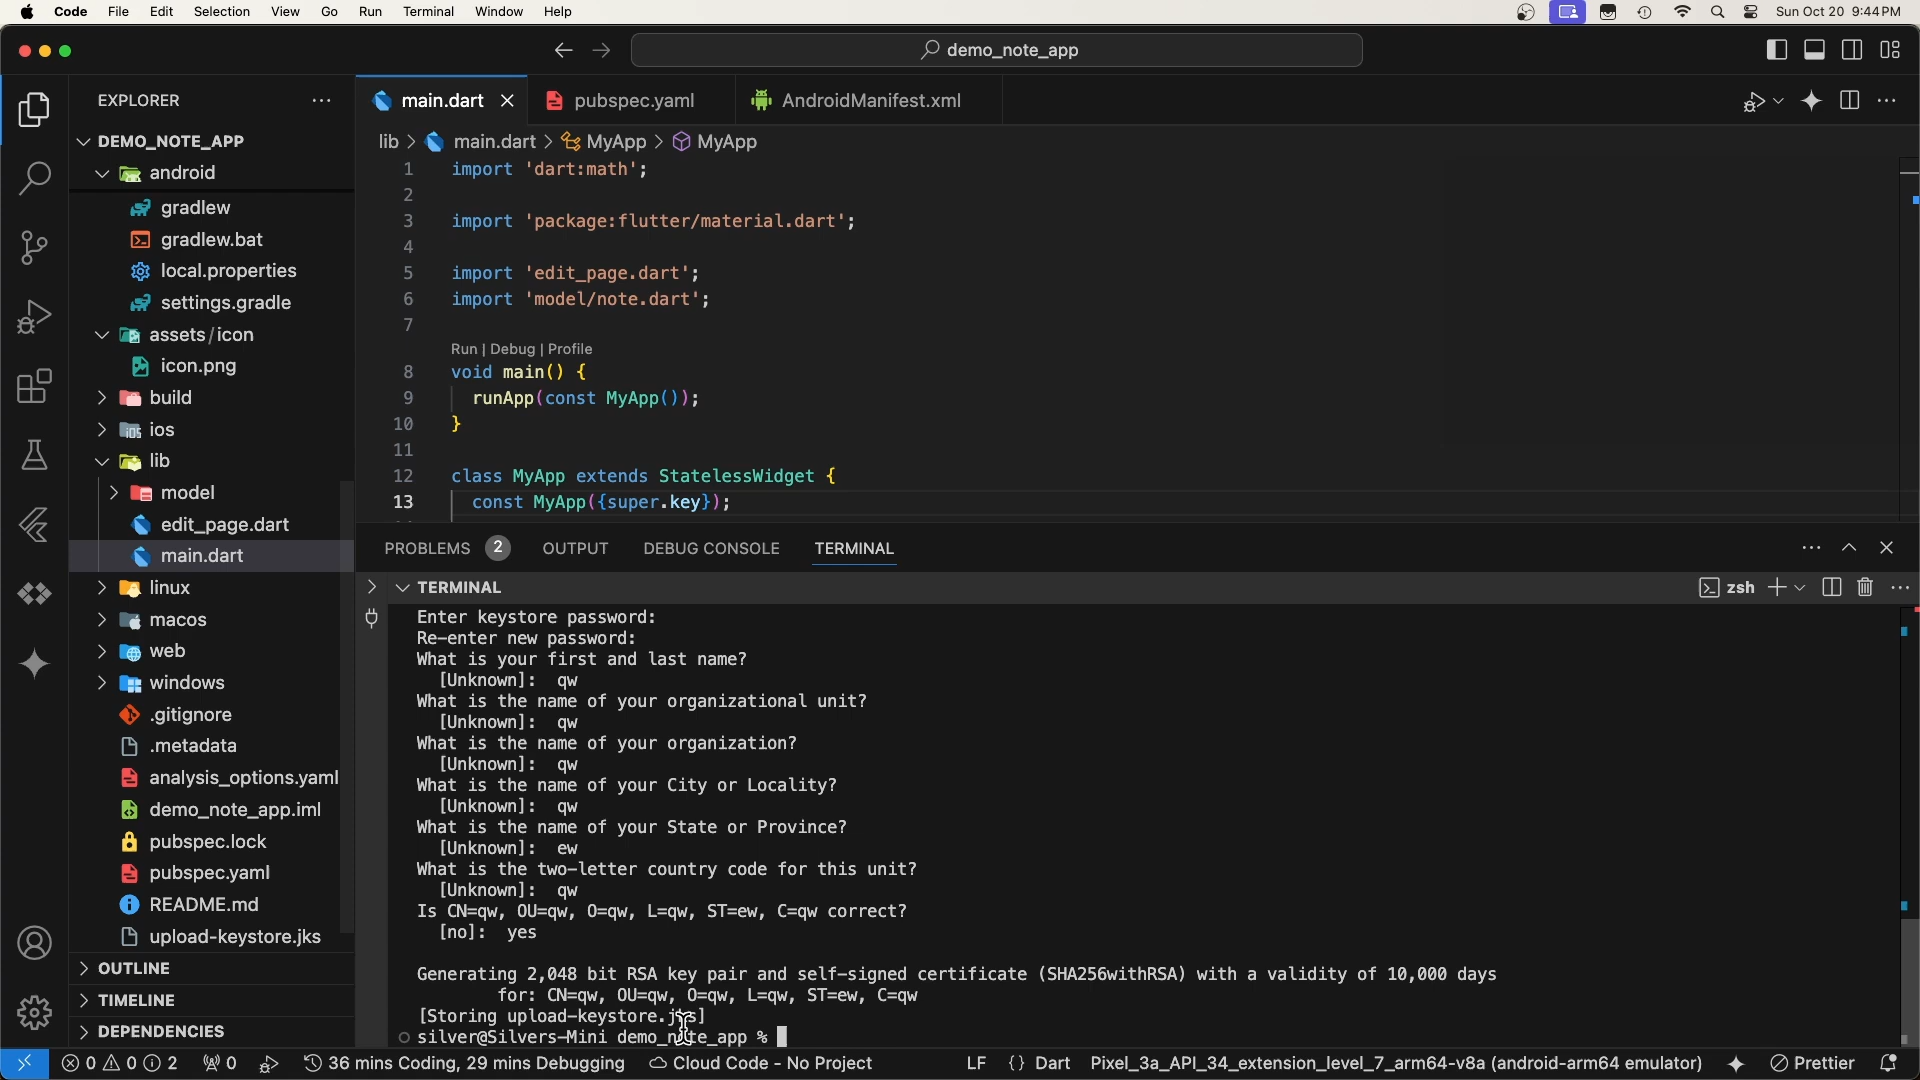 Code File Edit Selection View Go Run Terminal Window Help Sun Oct 20 9:44 PM
demo_note_app
EXPLORER
main.dart
pubspec.yaml
AndroidManifest.xml
DEMO_NOTE_APP
android
gradlew
gradlew.bat
local.properties
settings.gradle
assets/icon
icon.png
build
ios
lib
model
edit_page.dart
main.dart
linux
macos
web
windows
.gitignore
.metadata
analysis_options.yaml
demo_note_app.iml
pubspec.lock
pubspec.yaml
README.md
upload-keystore.jks
OUTLINE
TIMELINE
DEPENDENCIES
lib > main.dart > MyApp > MyApp
1 import 'dart:math';
2
3 import 'package:flutter/material.dart';
4
5 import 'edit_page.dart';
6 import 'model/note.dart';
7
Run | Debug | Profile
8 void main() {
9 runApp(const MyApp());
10 }
11
12 class MyApp extends StatelessWidget {
13 const MyApp({super.key});
PROBLEMS 2 OUTPUT DEBUG CONSOLE TERMINAL
TERMINAL zsh
Enter keystore password:
Re-enter new password:
What is your first and last name?
[Unknown]: qw
What is the name of your organizational unit?
[Unknown]: qw
What is the name of your organization?
[Unknown]: qw
What is the name of your City or Locality?
[Unknown]: qw
What is the name of your State or Province?
[Unknown]: ew
What is the two-letter country code for this unit?
[Unknown]: qw
Is CN=qw, OU=qw, O=qw, L=qw, ST=ew, C=qw correct?
[no]: yes
Generating 2,048 bit RSA key pair and self-signed certificate (SHA256withRSA) with a validity of 10,000 days
for: CN=qw, OU=qw, O=qw, L=qw, ST=ew, C=qw
[Storing upload-keystore.jks]
silver@Silvers-Mini demo_note_app %
0 0 2 0 36 mins Coding, 29 mins Debugging Cloud Code - No Project LF {} Dart Pixel_3a_API_34_extension_level_7_arm64-v8a (android-arm64 emulator) Prettier